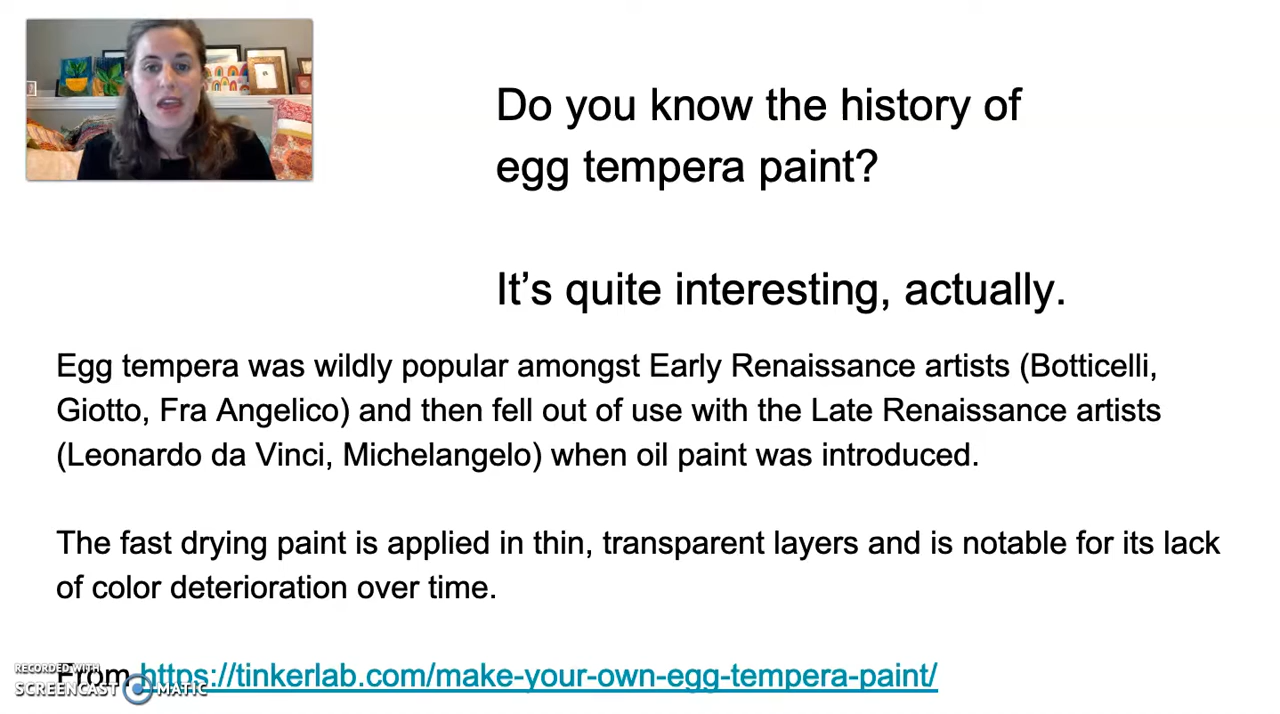 Do you know the history of
egg tempera paint?
It’s quite interesting, actually.
Egg tempera was wildly popular amongst Early Renaissance artists (Botticelli,
Giotto, Fra Angelico) and then fell out of use with the Late Renaissance artists
(Leonardo da Vinci, Michelangelo) when oil paint was introduced.
The fast drying paint is applied in thin, transparent layers and is notable for its lack
of color deterioration over time.
From https://tinkerlab.com/make-your-own-egg-tempera-paint/
RECORDED WITH
SCREENCAST MATIC